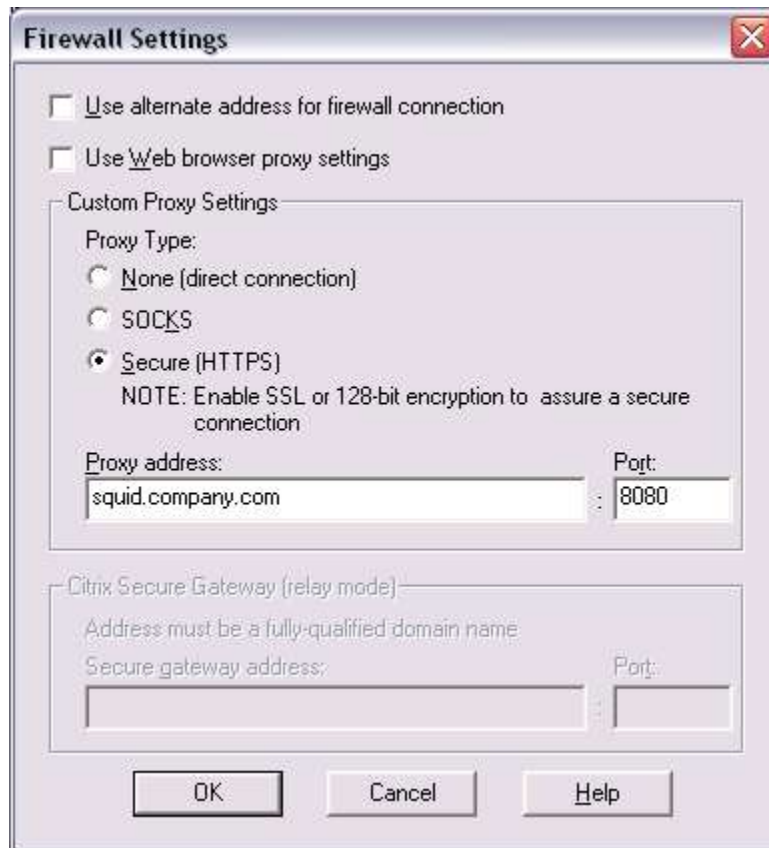 Firewall Settings
Use alternate address for firewall connection
Use Web browser proxy settings
Custom Proxy Settings
Proxy Type:
None (direct connection)
SOCKS
Secure (HTTPS)
NOTE: Enable SSL or 128-bit encryption to assure a secure
connection
Proxy address: Port:
squid.company.com : 8080
Citrix Secure Gateway (relay mode)
Address must be a fully-qualified domain name
Secure gateway address: Port:
:
OK Cancel Help